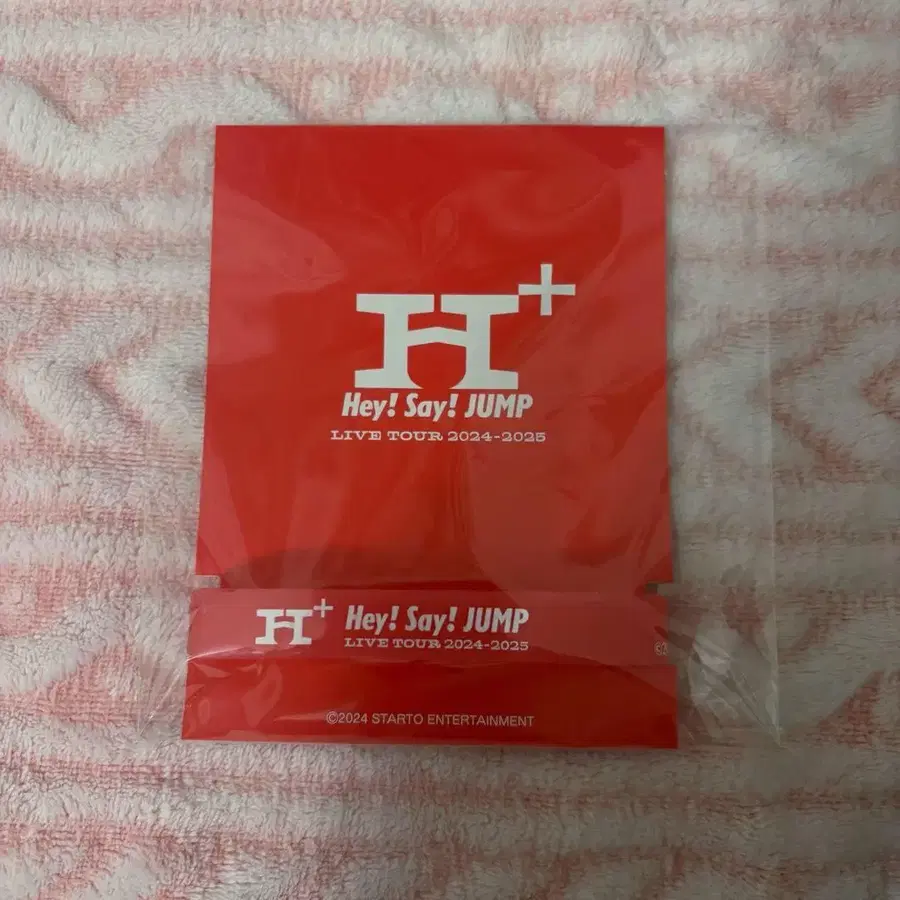 H+
Hey! Say! JUMP
LIVE TOUR 2024-2025
H+ Hey! Say! JUMP
LIVE TOUR 2024-2025
©2024 STARTO ENTERTAINMENT